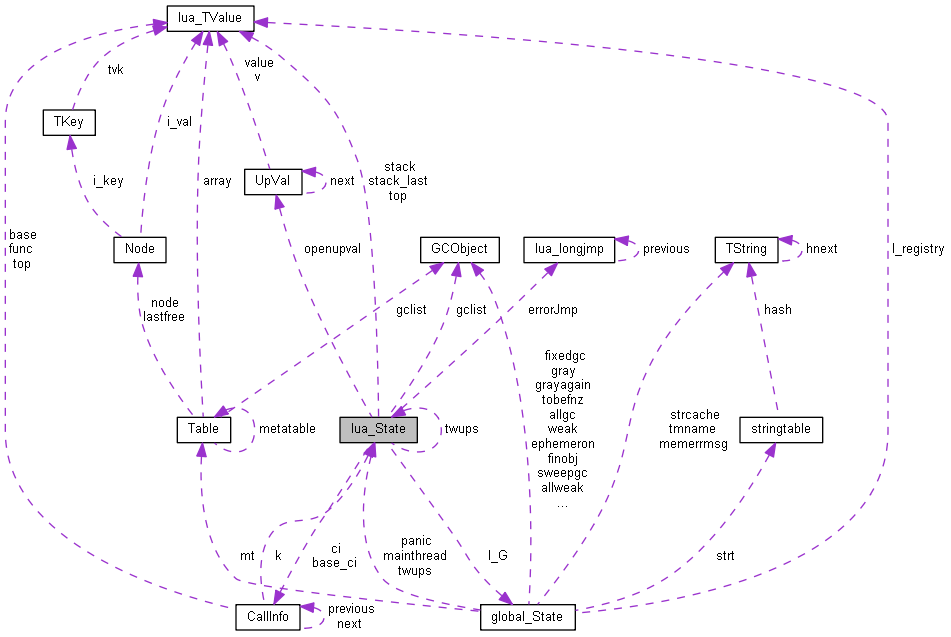 lua_TValue
value
v
tvk
TKey
i_val
stack
stack_last
top
UpVal
next
i_key
array
base
func
top
Node
openupval
GCObject
lua_longjmp
previous
TString
hnext
l_registry
node
lastfree
gclist
gclist
errorJmp
hash
fixedgc
gray
grayagain
tobefnz
allgc
weak
ephemeron
finobj
sweepgc
allweak
...
strcache
tmname
memerrmsg
Table
metatable
lua_State
twups
stringtable
mt
k
ci
base_ci
panic
mainthread
twups
l_G
strt
CallInfo
previous
next
global_State